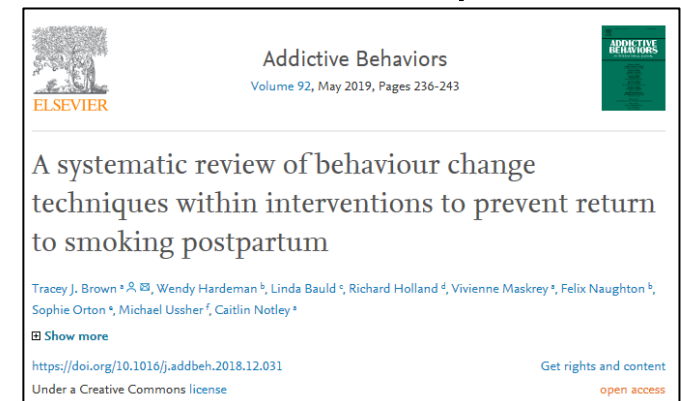 ELSEVIER
Addictive Behaviors
Volume 92, May 2019, Pages 236-243
ADDICTIVE
BEHAVIORS
A systematic review of behaviour change
techniques within interventions to prevent return
to smoking postpartum
Tracey J. Brown ᵃ, Wendy Hardeman ᵇ, Linda Bauld ᶜ, Richard Holland ᵈ, Vivienne Maskrey ᵃ, Felix Naughton ᵇ,
Sophie Orton ᵉ, Michael Ussher ᶠ, Caitlin Notley ᵃ
Show more
https://doi.org/10.1016/j.addbeh.2018.12.031
Get rights and content
Under a Creative Commons license
open access